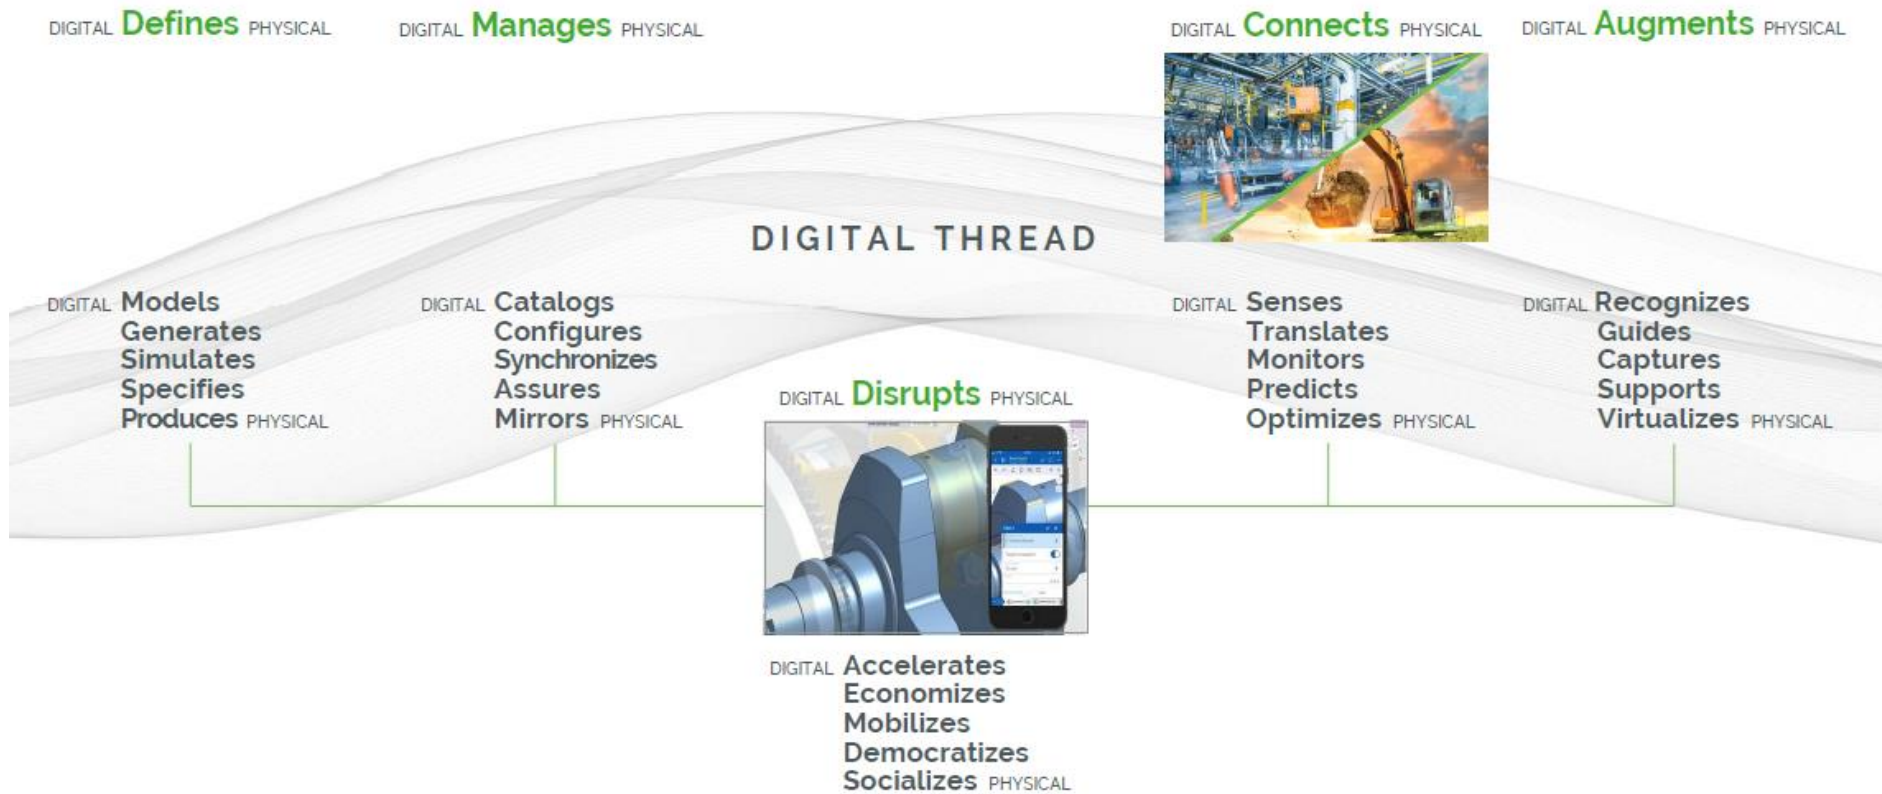 DIGITAL Defines PHYSICAL
DIGITAL Manages PHYSICAL
DIGITAL Connects PHYSICAL
DIGITAL Augments PHYSICAL
DIGITAL THREAD
DIGITAL Models
Generates
Simulates
Specifies
Produces PHYSICAL
DIGITAL Catalogs
Configures
Synchronizes
Assures
Mirrors PHYSICAL
DIGITAL Senses
Translates
Monitors
Predicts
Optimizes PHYSICAL
DIGITAL Recognizes
Guides
Captures
Supports
Virtualizes PHYSICAL
DIGITAL Disrupts PHYSICAL
DIGITAL Accelerates
Economizes
Mobilizes
Democratizes
Socializes PHYSICAL